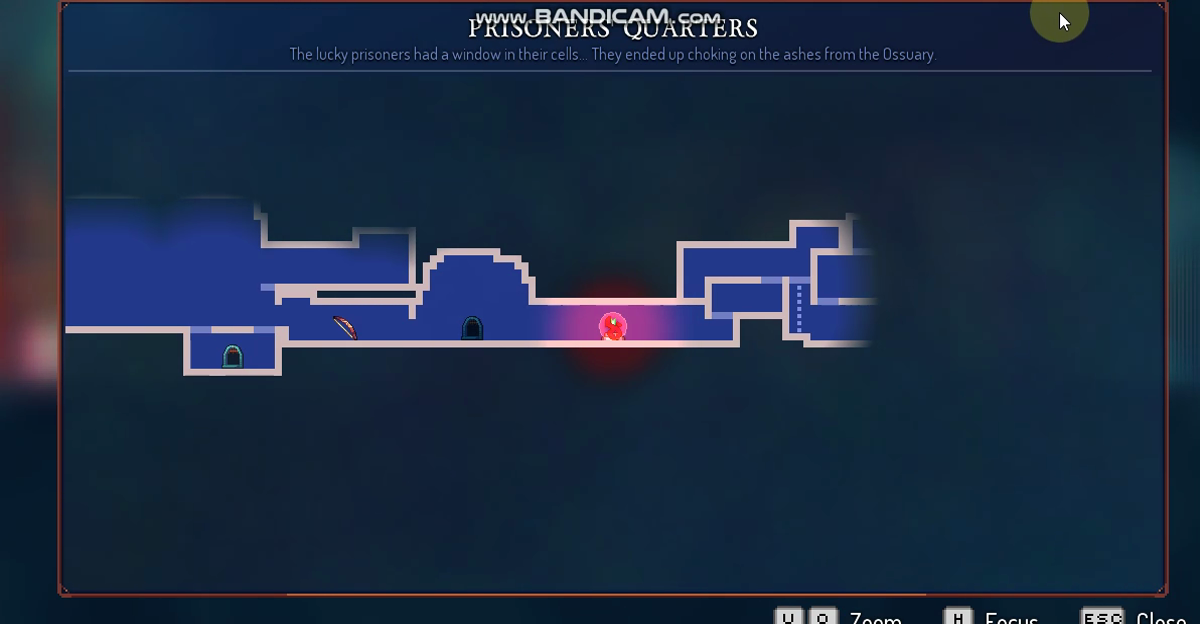 www.BANDICAM.com
PRISONERS' QUARTERS
The lucky prisoners had a window in their cells... They ended up choking on the ashes from the Ossuary.
Zoom Focus ESC Close